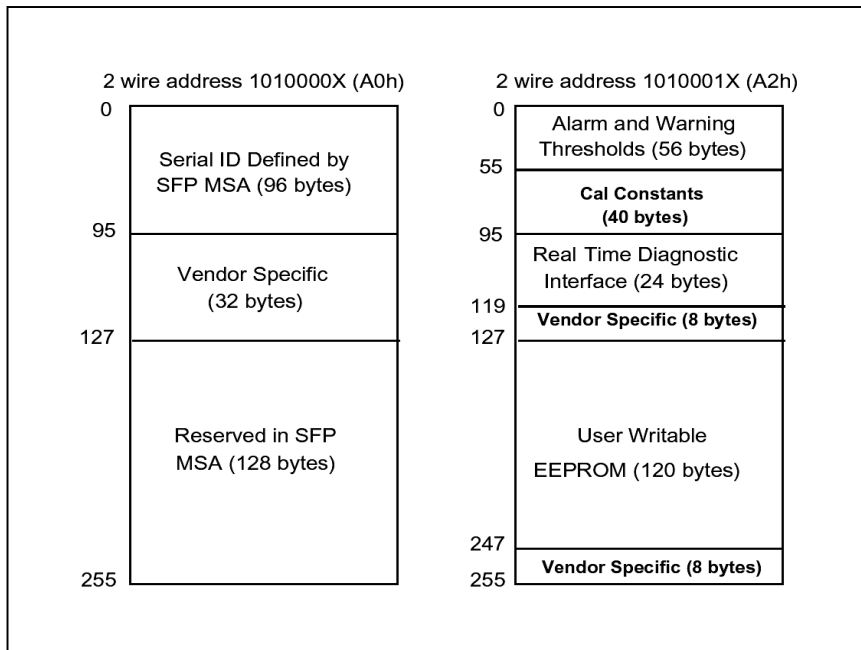 2 wire address 1010000X (A0h)
0
Serial ID Defined by
SFP MSA (96 bytes)
95
Vendor Specific
(32 bytes)
127
Reserved in SFP
MSA (128 bytes)
255
2 wire address 1010001X (A2h)
0
Alarm and Warning
Thresholds (56 bytes)
55
Cal Constants
(40 bytes)
95
Real Time Diagnostic
Interface (24 bytes)
119
Vendor Specific (8 bytes)
127
User Writable
EEPROM (120 bytes)
247
Vendor Specific (8 bytes)
255